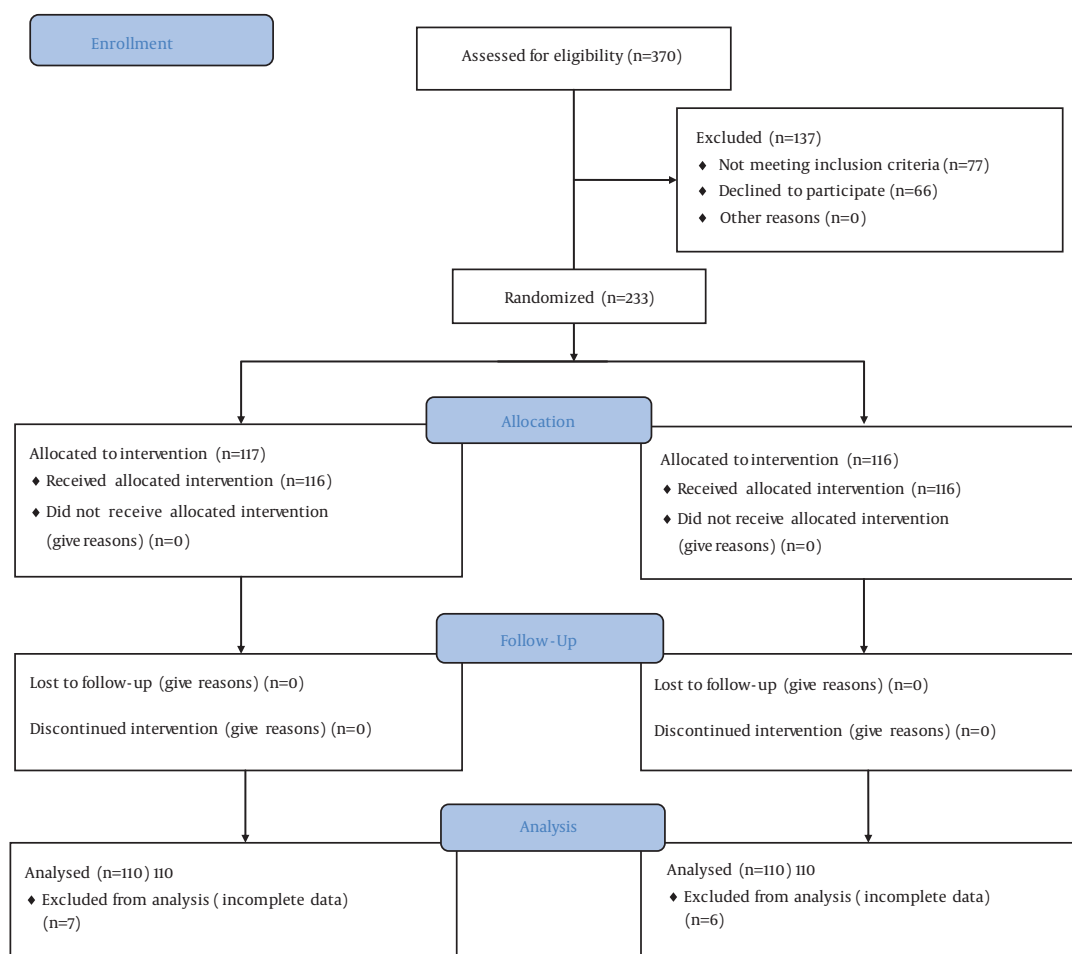 Enrollment
Assessed for eligibility (n=370)
Excluded (n=137)
♦ Not meeting inclusion criteria (n=77)
♦ Declined to participate (n=66)
♦ Other reasons (n=0)
Randomized (n=233)
Allocation
Allocated to intervention (n=117)
♦ Received allocated intervention (n=116)
♦ Did not receive allocated intervention
(give reasons) (n=0)
Allocated to intervention (n=116)
♦ Received allocated intervention (n=116)
♦ Did not receive allocated intervention
(give reasons) (n=0)
Follow-Up
Lost to follow-up (give reasons) (n=0)
Discontinued intervention (give reasons) (n=0)
Lost to follow-up (give reasons) (n=0)
Discontinued intervention (give reasons) (n=0)
Analysis
Analysed (n=110) 110
♦ Excluded from analysis ( incomplete data)
(n=7)
Analysed (n=110) 110
♦ Excluded from analysis ( incomplete data)
(n=6)